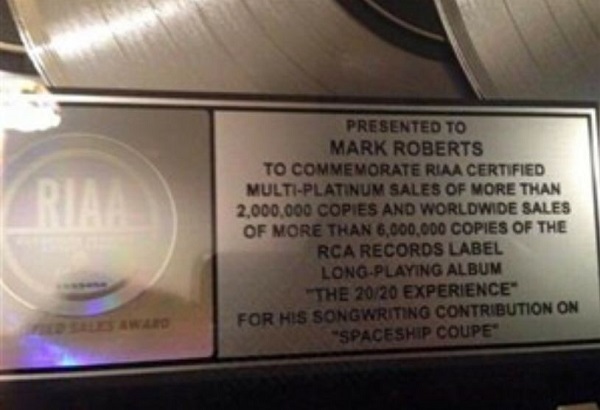 PRESENTED TO
MARK ROBERTS
TO COMMEMORATE RIAA CERTIFIED
MULTI-PLATINUM SALES OF MORE THAN
2,000,000 COPIES AND WORLDWIDE SALES
OF MORE THAN 6,000,000 COPIES OF THE
RCA RECORDS LABEL
LONG-PLAYING ALBUM
"THE 20/20 EXPERIENCE"
FOR HIS SONGWRITING CONTRIBUTION ON
"SPACESHIP COUPE"
RIAA
SALES AWARD